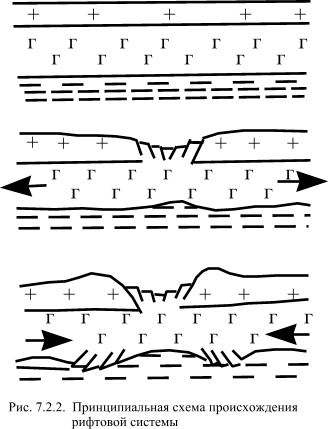 + + + + +
Г Г Г Г Г Г Г
Г Г Г Г Г Г
+ + + + + +
Г Г Г Г Г Г Г
Г Г Г Г Г
+ + + + + +
Г Г Г Г Г Г Г
Г Г Г Г Г
Рис. 7.2.2. Принципиальная схема происхождения
рифтовой системы